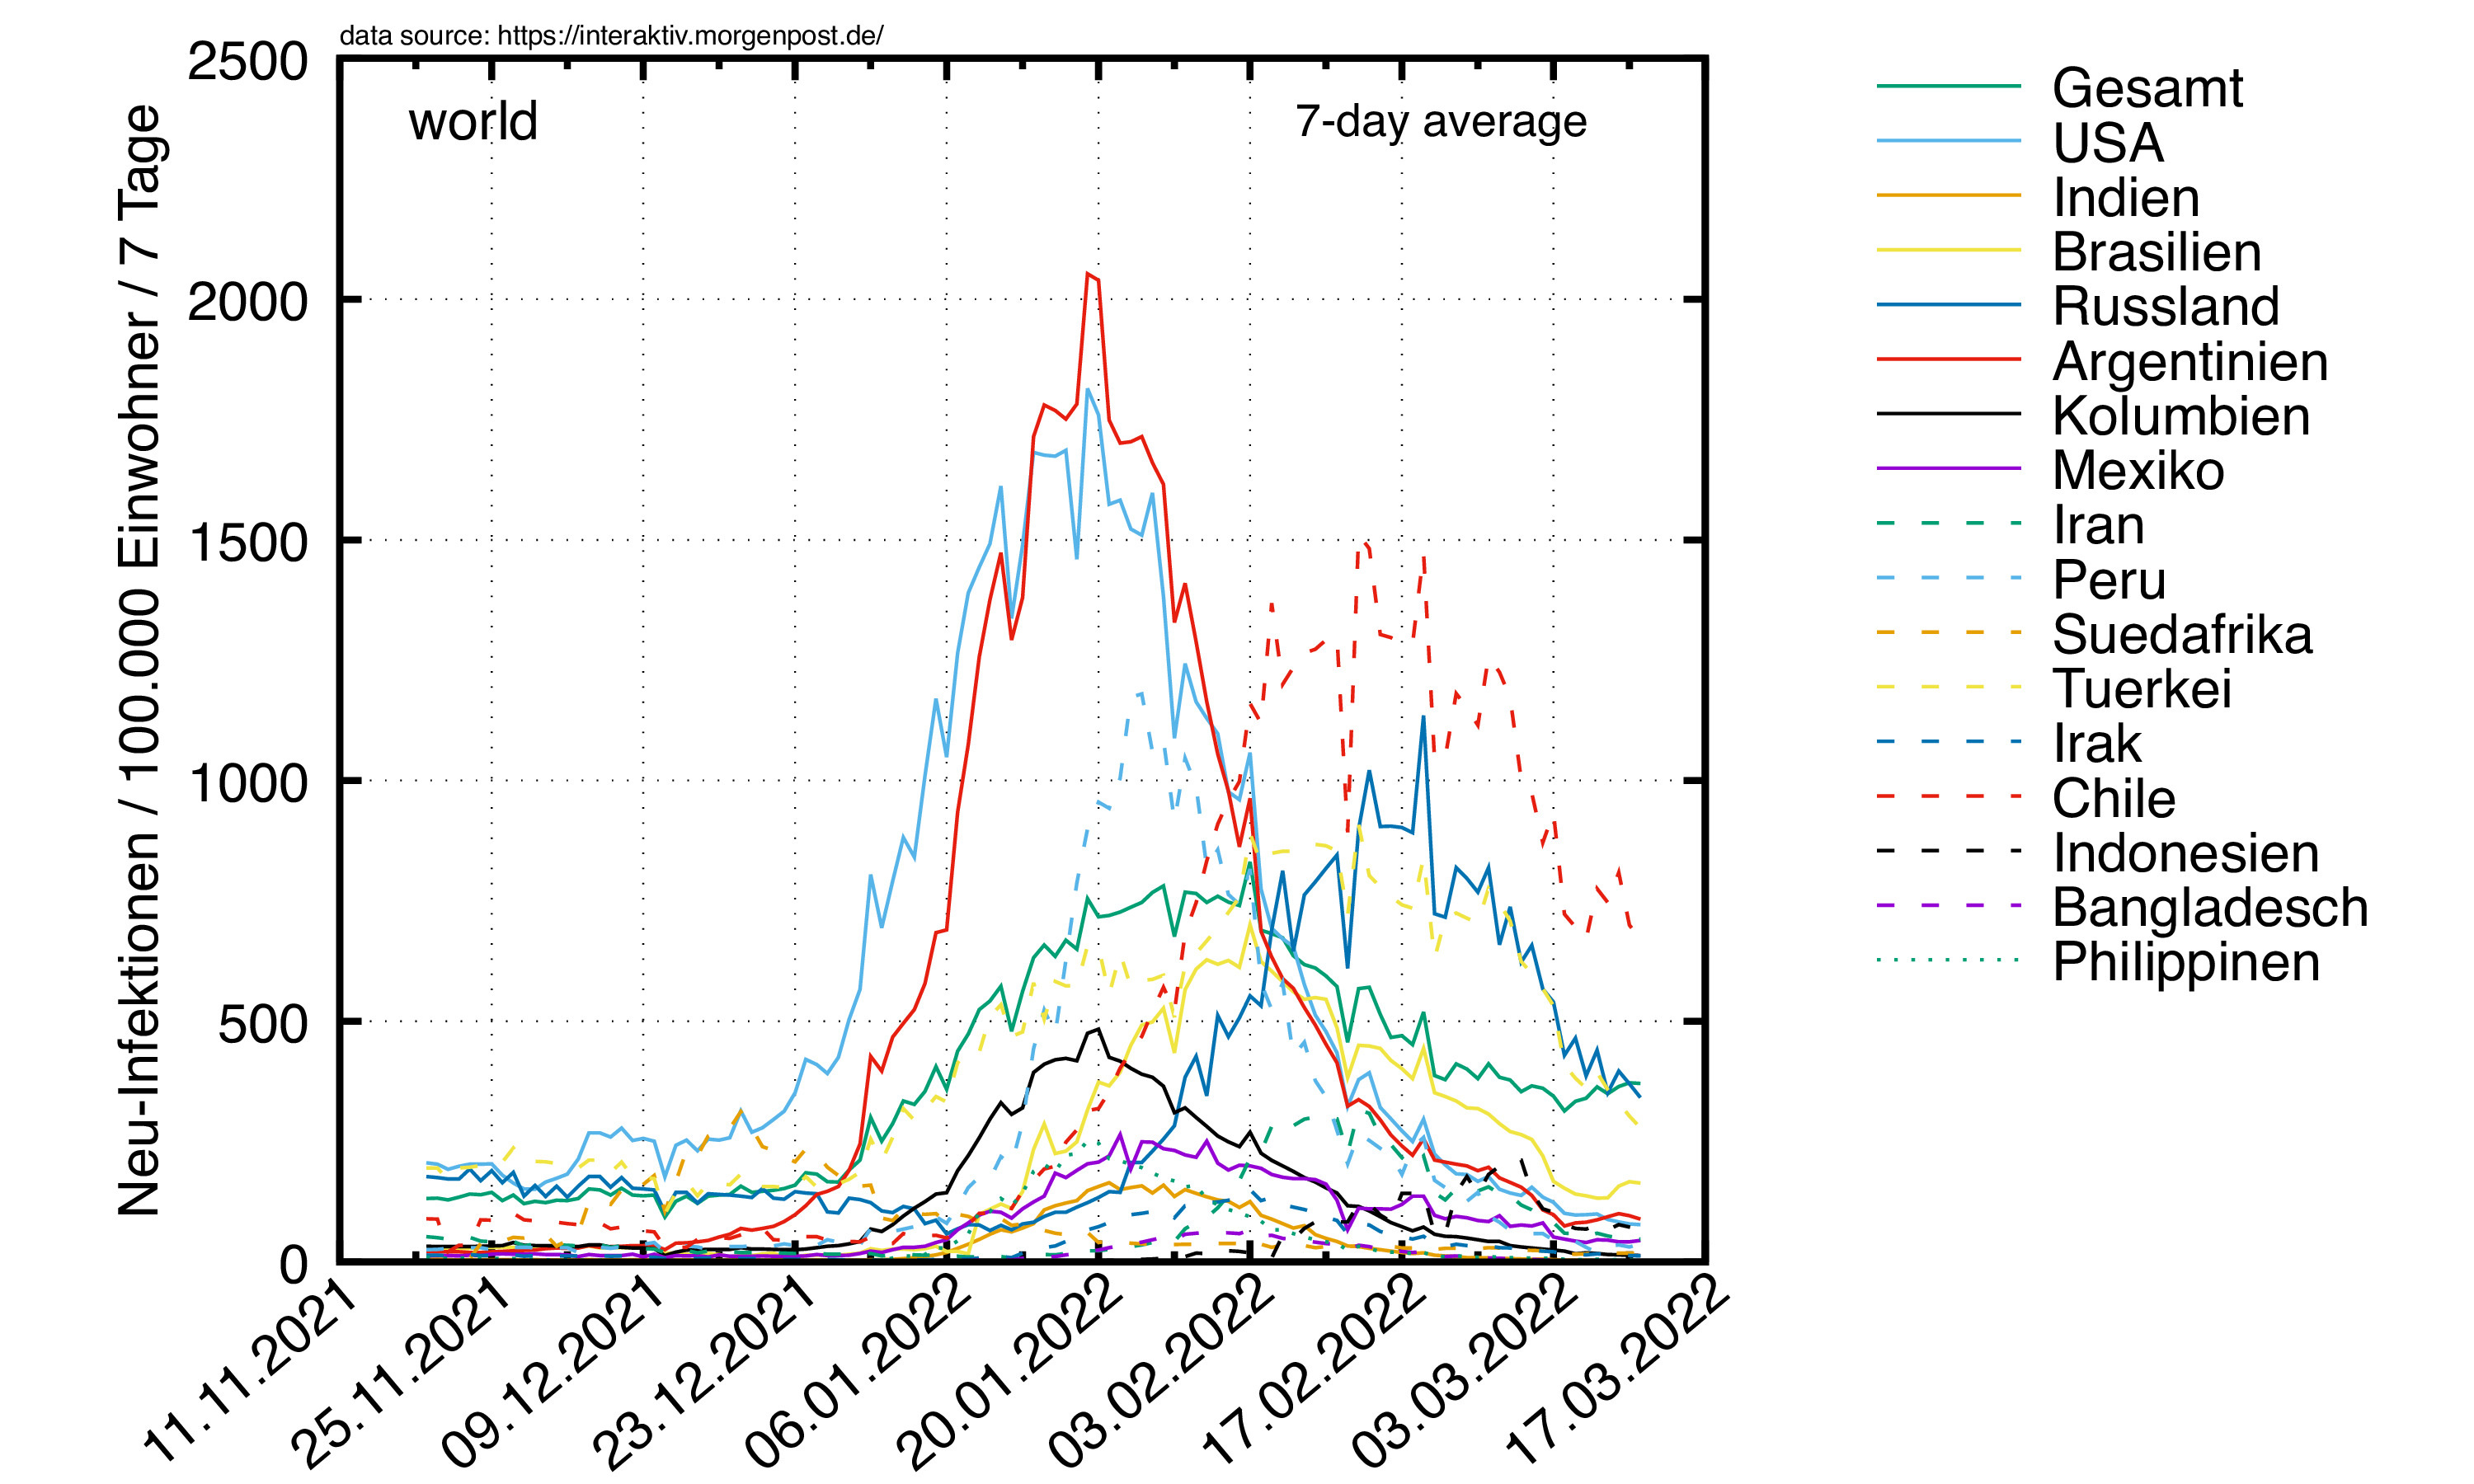 data source: https://interaktiv.morgenpost.de/
world
7-day average
Neu-Infektionen / 100.000 Einwohner / 7 Tage
2500
2000
1500
1000
500
0
11.11.2021
25.11.2021
09.12.2021
23.12.2021
06.01.2022
20.01.2022
03.02.2022
17.02.2022
03.03.2022
17.03.2022
Gesamt
USA
Indien
Brasilien
Russland
Argentinien
Kolumbien
Mexiko
Iran
Peru
Suedafrika
Tuerkei
Irak
Chile
Indonesien
Bangladesch
Philippinen